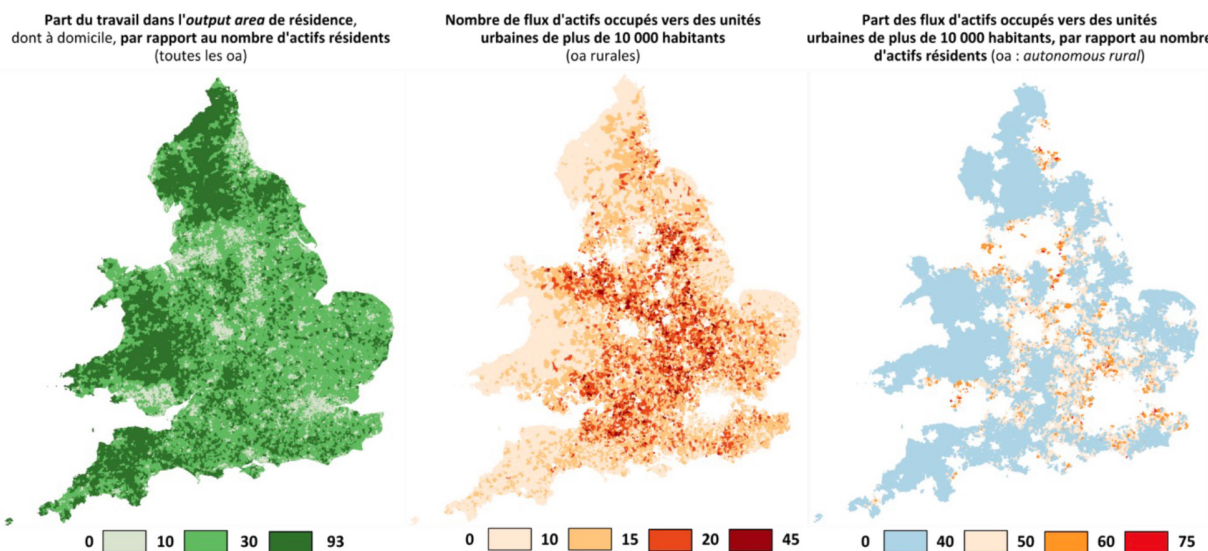 Part du travail dans l'output area de résidence,
dont à domicile, par rapport au nombre d'actifs résidents
(toutes les oa)
Nombre de flux d'actifs occupés vers des unités
urbaines de plus de 10 000 habitants
(oa rurales)
Part des flux d'actifs occupés vers des unités
urbaines de plus de 10 000 habitants, par rapport au nombre
d'actifs résidents (oa : autonomous rural)
0 10 30 93
0 10 15 20 45
0 40 50 60 75